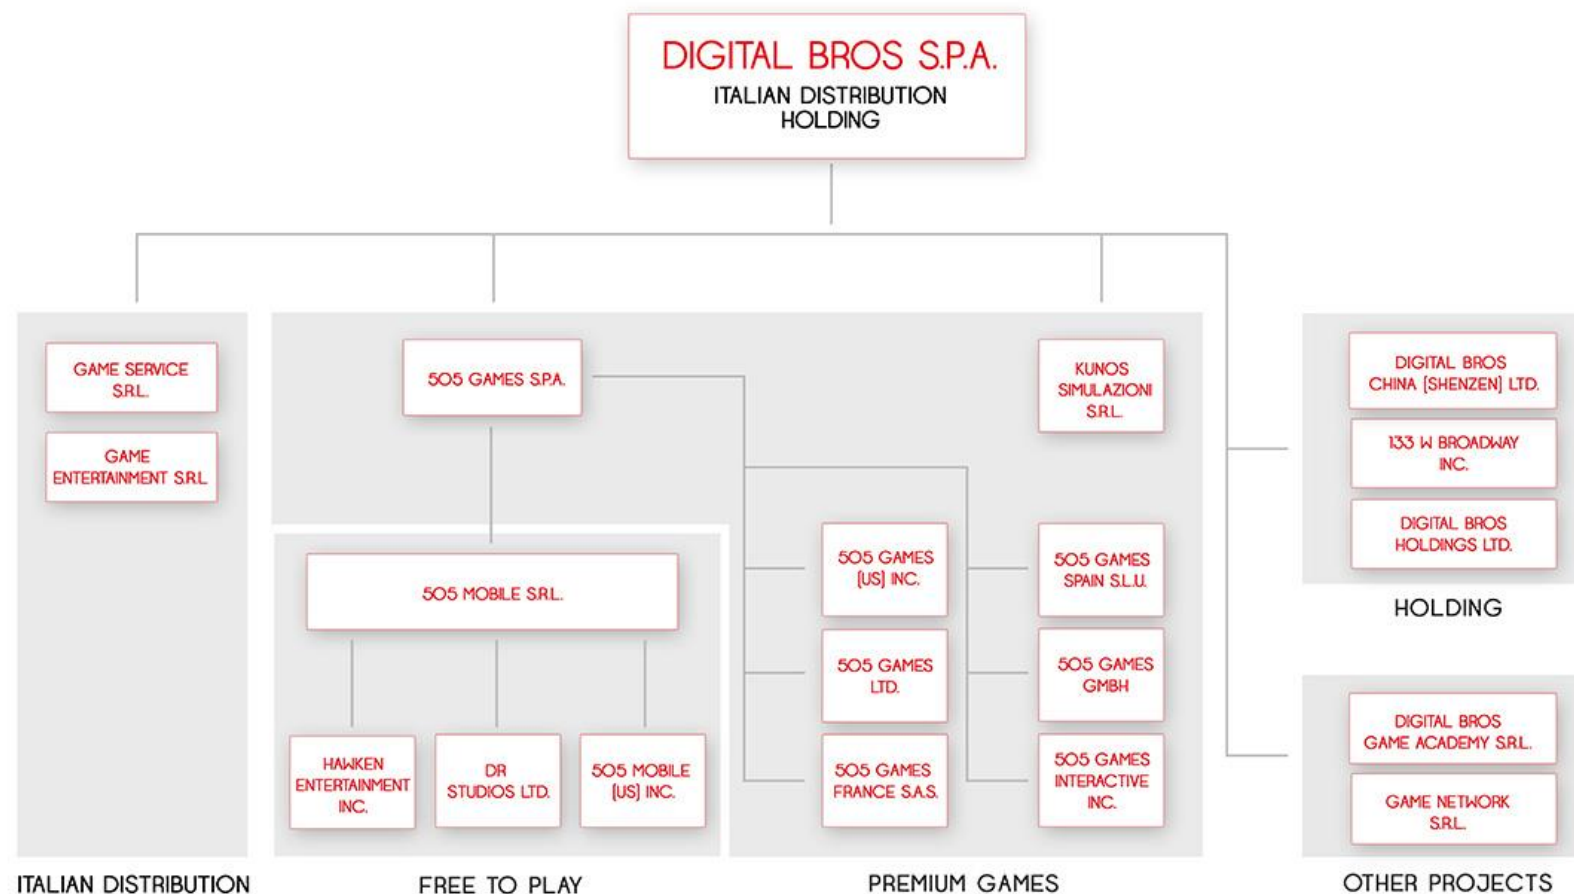 DIGITAL BROS S.P.A.
ITALIAN DISTRIBUTION
HOLDING
GAME SERVICE
S.R.L.
GAME
ENTERTAINMENT S.R.L
ITALIAN DISTRIBUTION
505 GAMES S.P.A.
505 MOBILE S.R.L.
HAWKEN
ENTERTAINMENT
INC.
DR
STUDIOS LTD.
505 MOBILE
(US) INC.
FREE TO PLAY
KUNOS
SIMULAZIONI
S.R.L.
505 GAMES
(US) INC.
505 GAMES
SPAIN S.L.U.
505 GAMES
LTD.
505 GAMES
GMBH
505 GAMES
FRANCE S.A.S.
505 GAMES
INTERACTIVE
INC.
PREMIUM GAMES
DIGITAL BROS
CHINA (SHENZEN) LTD.
133 W BROADWAY
INC.
DIGITAL BROS
HOLDINGS LTD.
HOLDING
DIGITAL BROS
GAME ACADEMY S.R.L.
GAME NETWORK
S.R.L.
OTHER PROJECTS